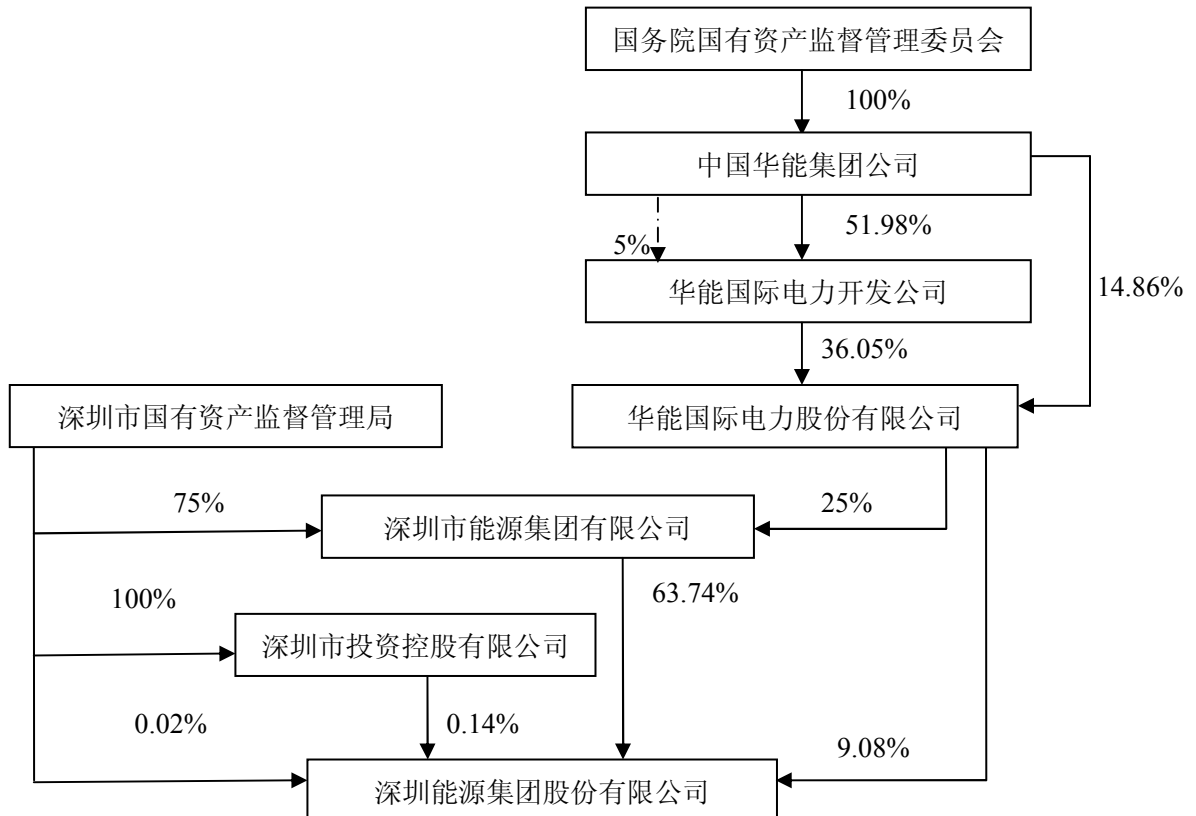 国务院国有资产监督管理委员会
100%
中国华能集团公司
51.98%
5%
华能国际电力开发公司
14.86%
36.05%
深圳市国有资产监督管理局
华能国际电力股份有限公司
75%
25%
深圳市能源集团有限公司
63.74%
100%
深圳市投资控股有限公司
0.02%
0.14%
9.08%
深圳能源集团股份有限公司